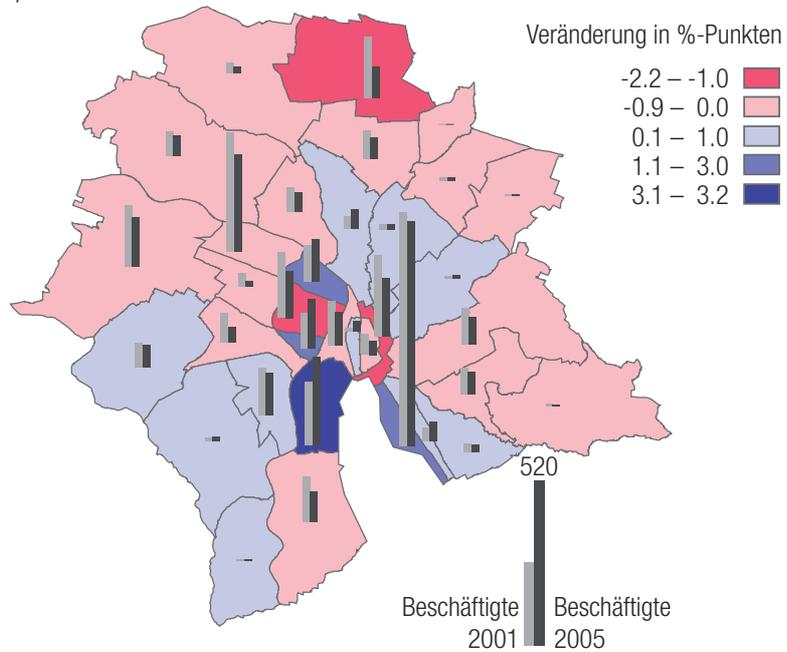 Veränderung in %-Punkten
-2.2 – -1.0
-0.9 – 0.0
0.1 – 1.0
1.1 – 3.0
3.1 – 3.2
520
Beschäftigte Beschäftigte
2001 2005